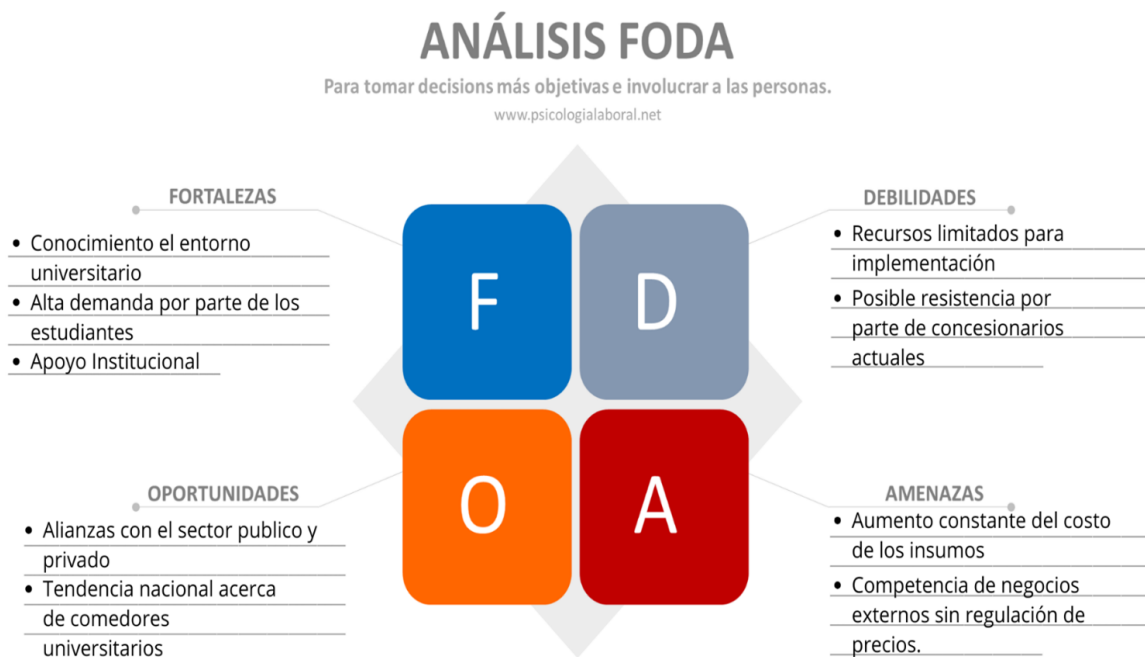 ANÁLISIS FODA
Para tomar decisions más objetivas e involucrar a las personas.
www.psicologialaboral.net
FORTALEZAS
• Conocimiento el entorno
universitario
• Alta demanda por parte de los
estudiantes
• Apoyo Institucional
DEBILIDADES
• Recursos limitados para
implementación
• Posible resistencia por
parte de concesionarios
actuales
F
D
O
A
OPORTUNIDADES
• Alianzas con el sector publico y
privado
• Tendencia nacional acerca
de comedores
universitarios
AMENAZAS
• Aumento constante del costo
de los insumos
• Competencia de negocios
externos sin regulación de
precios.